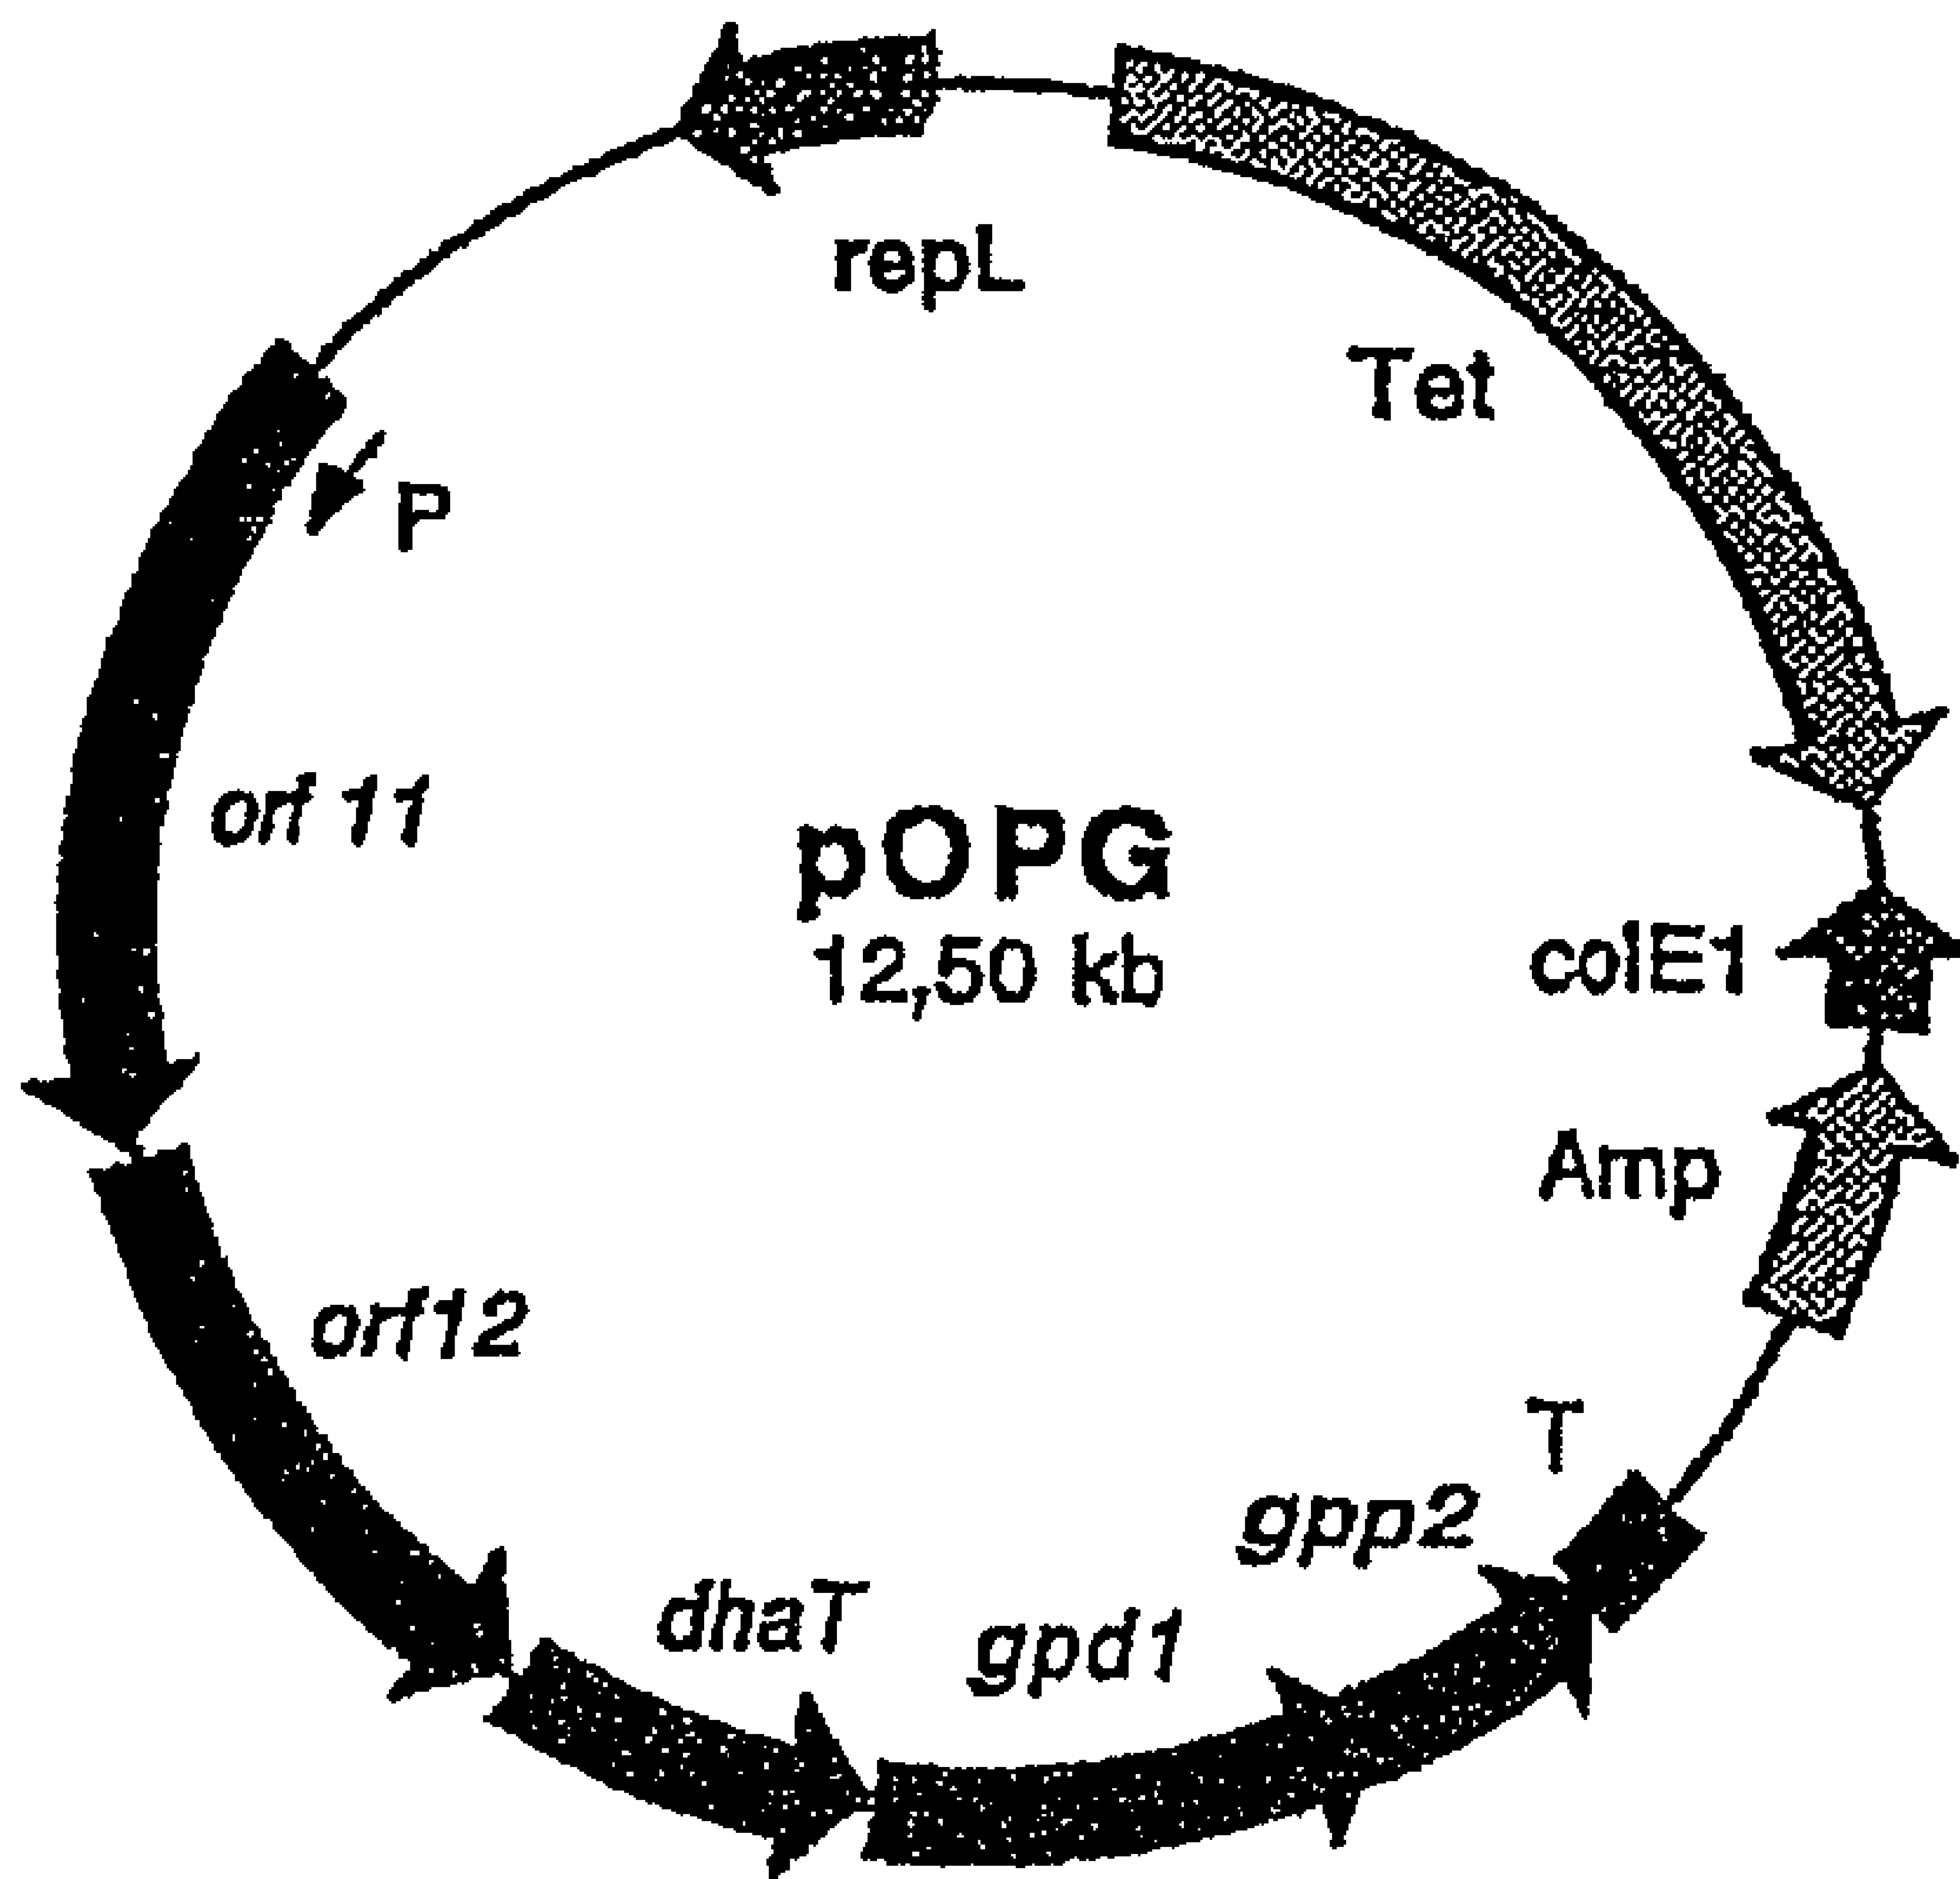 repL
Tet
P
orf 11
pOPG
12,50 kb
colE1
Amp
orf12
T
gpp2
dhaT
gpd1